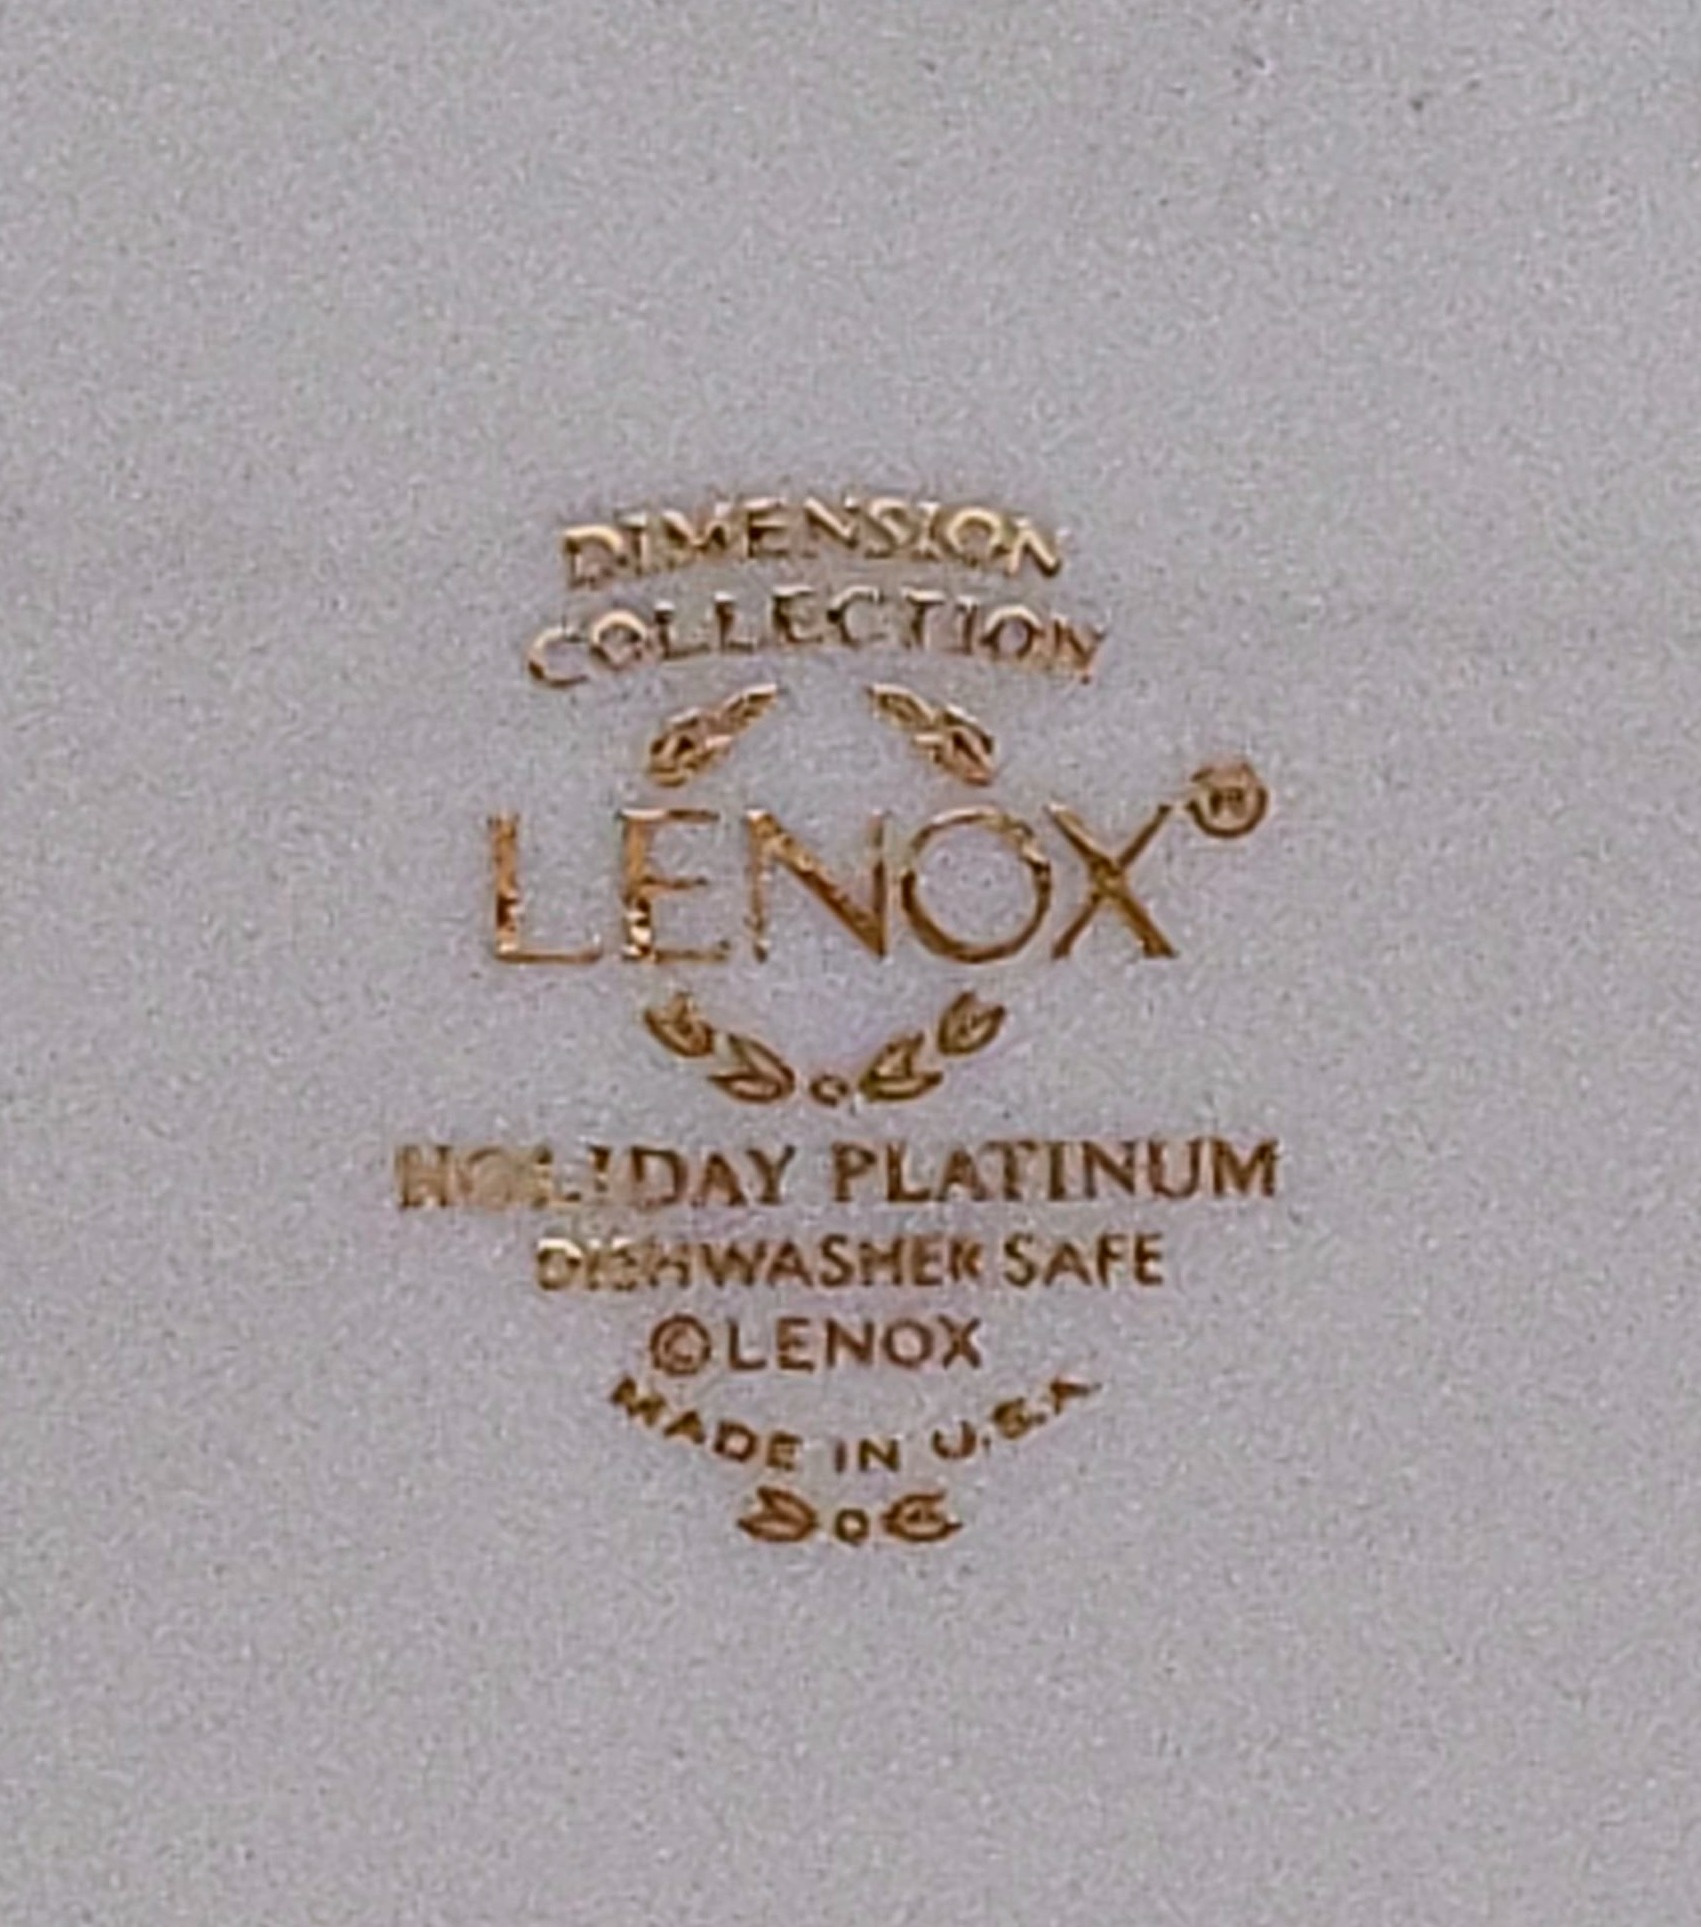 DIMENSION
COLLECTION
LENOX®
HOLIDAY PLATINUM
DISHWASHER SAFE
©LENOX
MADE IN U.S.A.